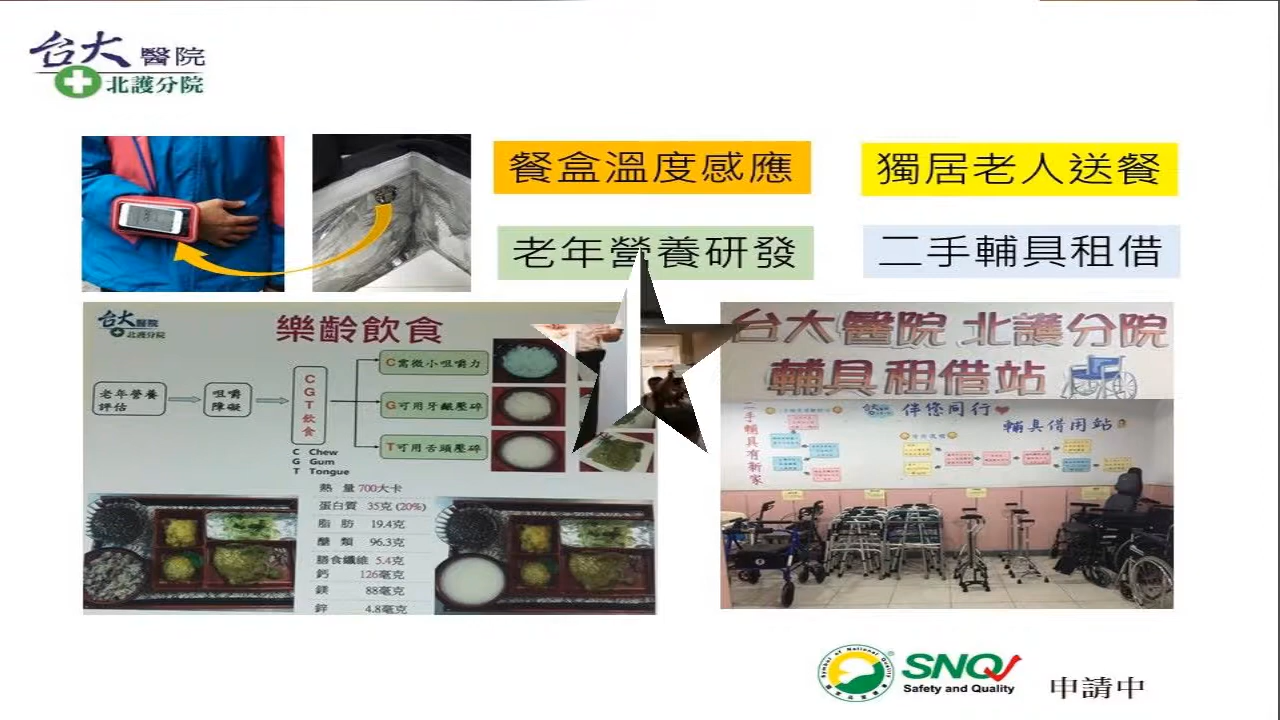 台大 醫院
北護分院
餐盒溫度感應
獨居老人送餐
老年營養研發
二手輔具租借
台大醫院
北護分院
樂齡飲食
老年營養
評估
咀嚼
障礙
CGT飲食
C需微小咀嚼力
G可用牙齦壓碎
T可用舌頭壓碎
C Chew
G Gum
T Tongue
熱 量 700大卡
蛋白質 35克 (20%)
脂 肪 19.4克
醣 類 96.3克
膳食纖維 5.4克
鈣 126毫克
鎂 88毫克
鋅 4.8毫克
台大醫院 北護分院
輔具租借站
伴您同行
輔具借用站
二手輔具有新家
Symbol of National Quality
SNQ
Safety and Quality
申請中